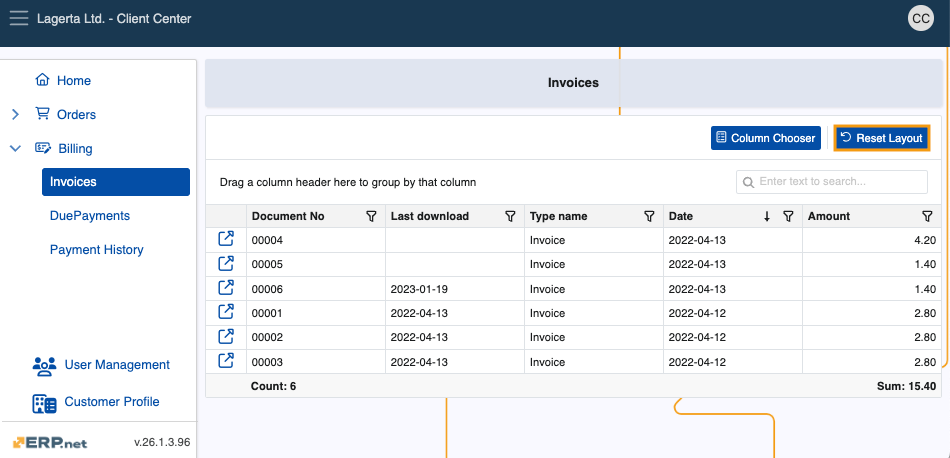 Lagerta Ltd. - Client Center
CC
Home
Orders
Billing
Invoices
DuePayments
Payment History
User Management
Customer Profile
ERP.net
v.26.1.3.96
Invoices
Column Chooser
Reset Layout
Drag a column header here to group by that column
Enter text to search...
Document No Last download Type name Date Amount
00004 Invoice 2022-04-13 4.20
00005 Invoice 2022-04-13 1.40
00006 2023-01-19 Invoice 2022-04-13 1.40
00001 2022-04-13 Invoice 2022-04-12 2.80
00002 2022-04-13 Invoice 2022-04-12 2.80
00003 2022-04-13 Invoice 2022-04-12 2.80
Count: 6 Sum: 15.40